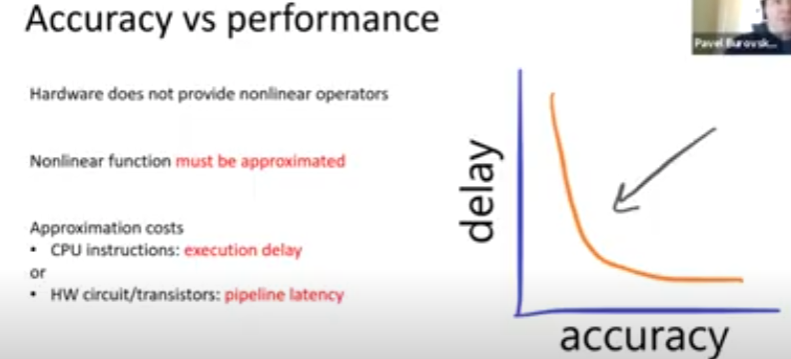 Accuracy vs performance
Hardware does not provide nonlinear operators
Nonlinear function must be approximated
Approximation costs
• CPU instructions: execution delay
or
• HW circuit/transistors: pipeline latency
delay
accuracy
Pavel Burovsk...